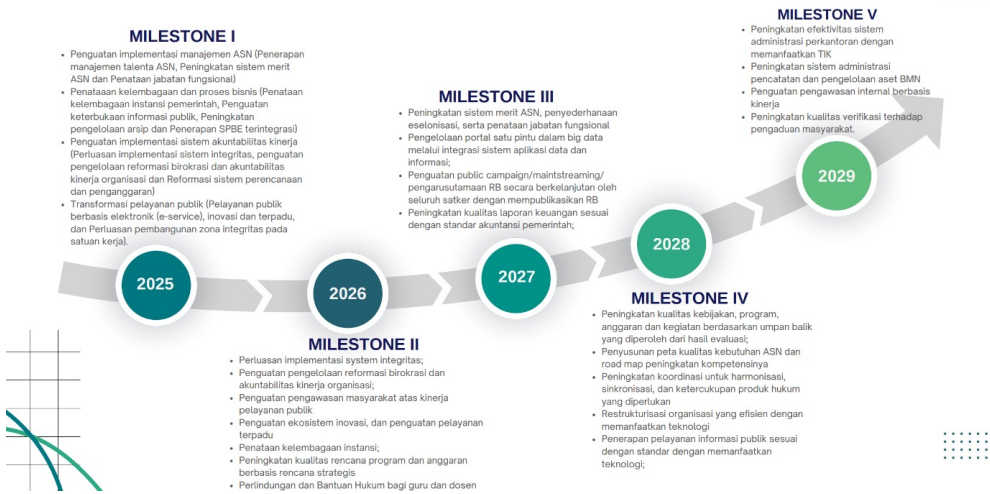 MILESTONE I
• Penguatan implementasi manajemen ASN (Penerapan
manajemen talenta ASN, Peningkatan sistem merit
ASN dan Penataan jabatan fungsional)
• Penataaan kelembagaan dan proses bisnis (Penataan
kelembagaan instansi pemerintah, Penguatan
keterbukaan informasi publik, Peningkatan
pengelolaan arsip dan Penerapan SPBE terintegrasi)
• Penguatan implementasi sistem akuntabilitas kinerja
(Perluasan implementasi sistem integritas, penguatan
pengelolaan reformasi birokrasi dan akuntabilitas
kinerja organisasi dan Reformasi sistem perencanaan
dan penganggaran)
• Transformasi pelayanan publik (Pelayanan publik
berbasis elektronik (e-service), inovasi dan terpadu,
dan Perluasan pembangunan zona integritas pada
satuan kerja).
2025
2026
MILESTONE II
• Perluasan implementasi system integritas;
• Penguatan pengelolaan reformasi birokrasi dan
akuntabilitas kinerja organisasi;
• Penguatan pengawasan masyarakat atas kinerja
pelayanan publik
• Penguatan ekosistem inovasi, dan penguatan pelayanan
terpadu
• Penataan kelembagaan instansi;
• Peningkatan kualitas rencana program dan anggaran
berbasis rencana strategis
• Perlindungan dan Bantuan Hukum bagi guru dan dosen
MILESTONE III
• Peningkatan sistem merit ASN, penyederhanaan
eselonisasi, serta penataan jabatan fungsional
• Pengelolaan portal satu pintu dalam big data
melalui integrasi sistem aplikasi data dan
informasi;
• Penguatan public campaign/maintstreaming/
pengarusutamaan RB secara berkelanjutan oleh
seluruh satker dengan mempublikasikan RB
• Peningkatan kualitas laporan keuangan sesuai
dengan standar akuntansi pemerintah;
2027
2028
MILESTONE IV
• Peningkatan kualitas kebijakan, program,
anggaran dan kegiatan berdasarkan umpan balik
yang diperoleh dari hasil evaluasi;
• Penyusunan peta kualitas kebutuhan ASN dan
road map peningkatan kompetensinya
• Peningkatan koordinasi untuk harmonisasi,
sinkronisasi, dan ketercukupan produk hukum
yang diperlukan
• Restrukturisasi organisasi yang efisien dengan
memanfaatkan teknologi
• Penerapan pelayanan informasi publik sesuai
dengan standar dengan memanfaatkan
teknologi;
MILESTONE V
• Peningkatan efektivitas sistem
administrasi perkantoran dengan
memanfaatkan TIK
• Peningkatan sistem administrasi
pencatatan dan pengelolaan aset BMN
• Penguatan pengawasan internal berbasis
kinerja
• Peningkatan kualitas verifikasi terhadap
pengaduan masyarakat.
2029